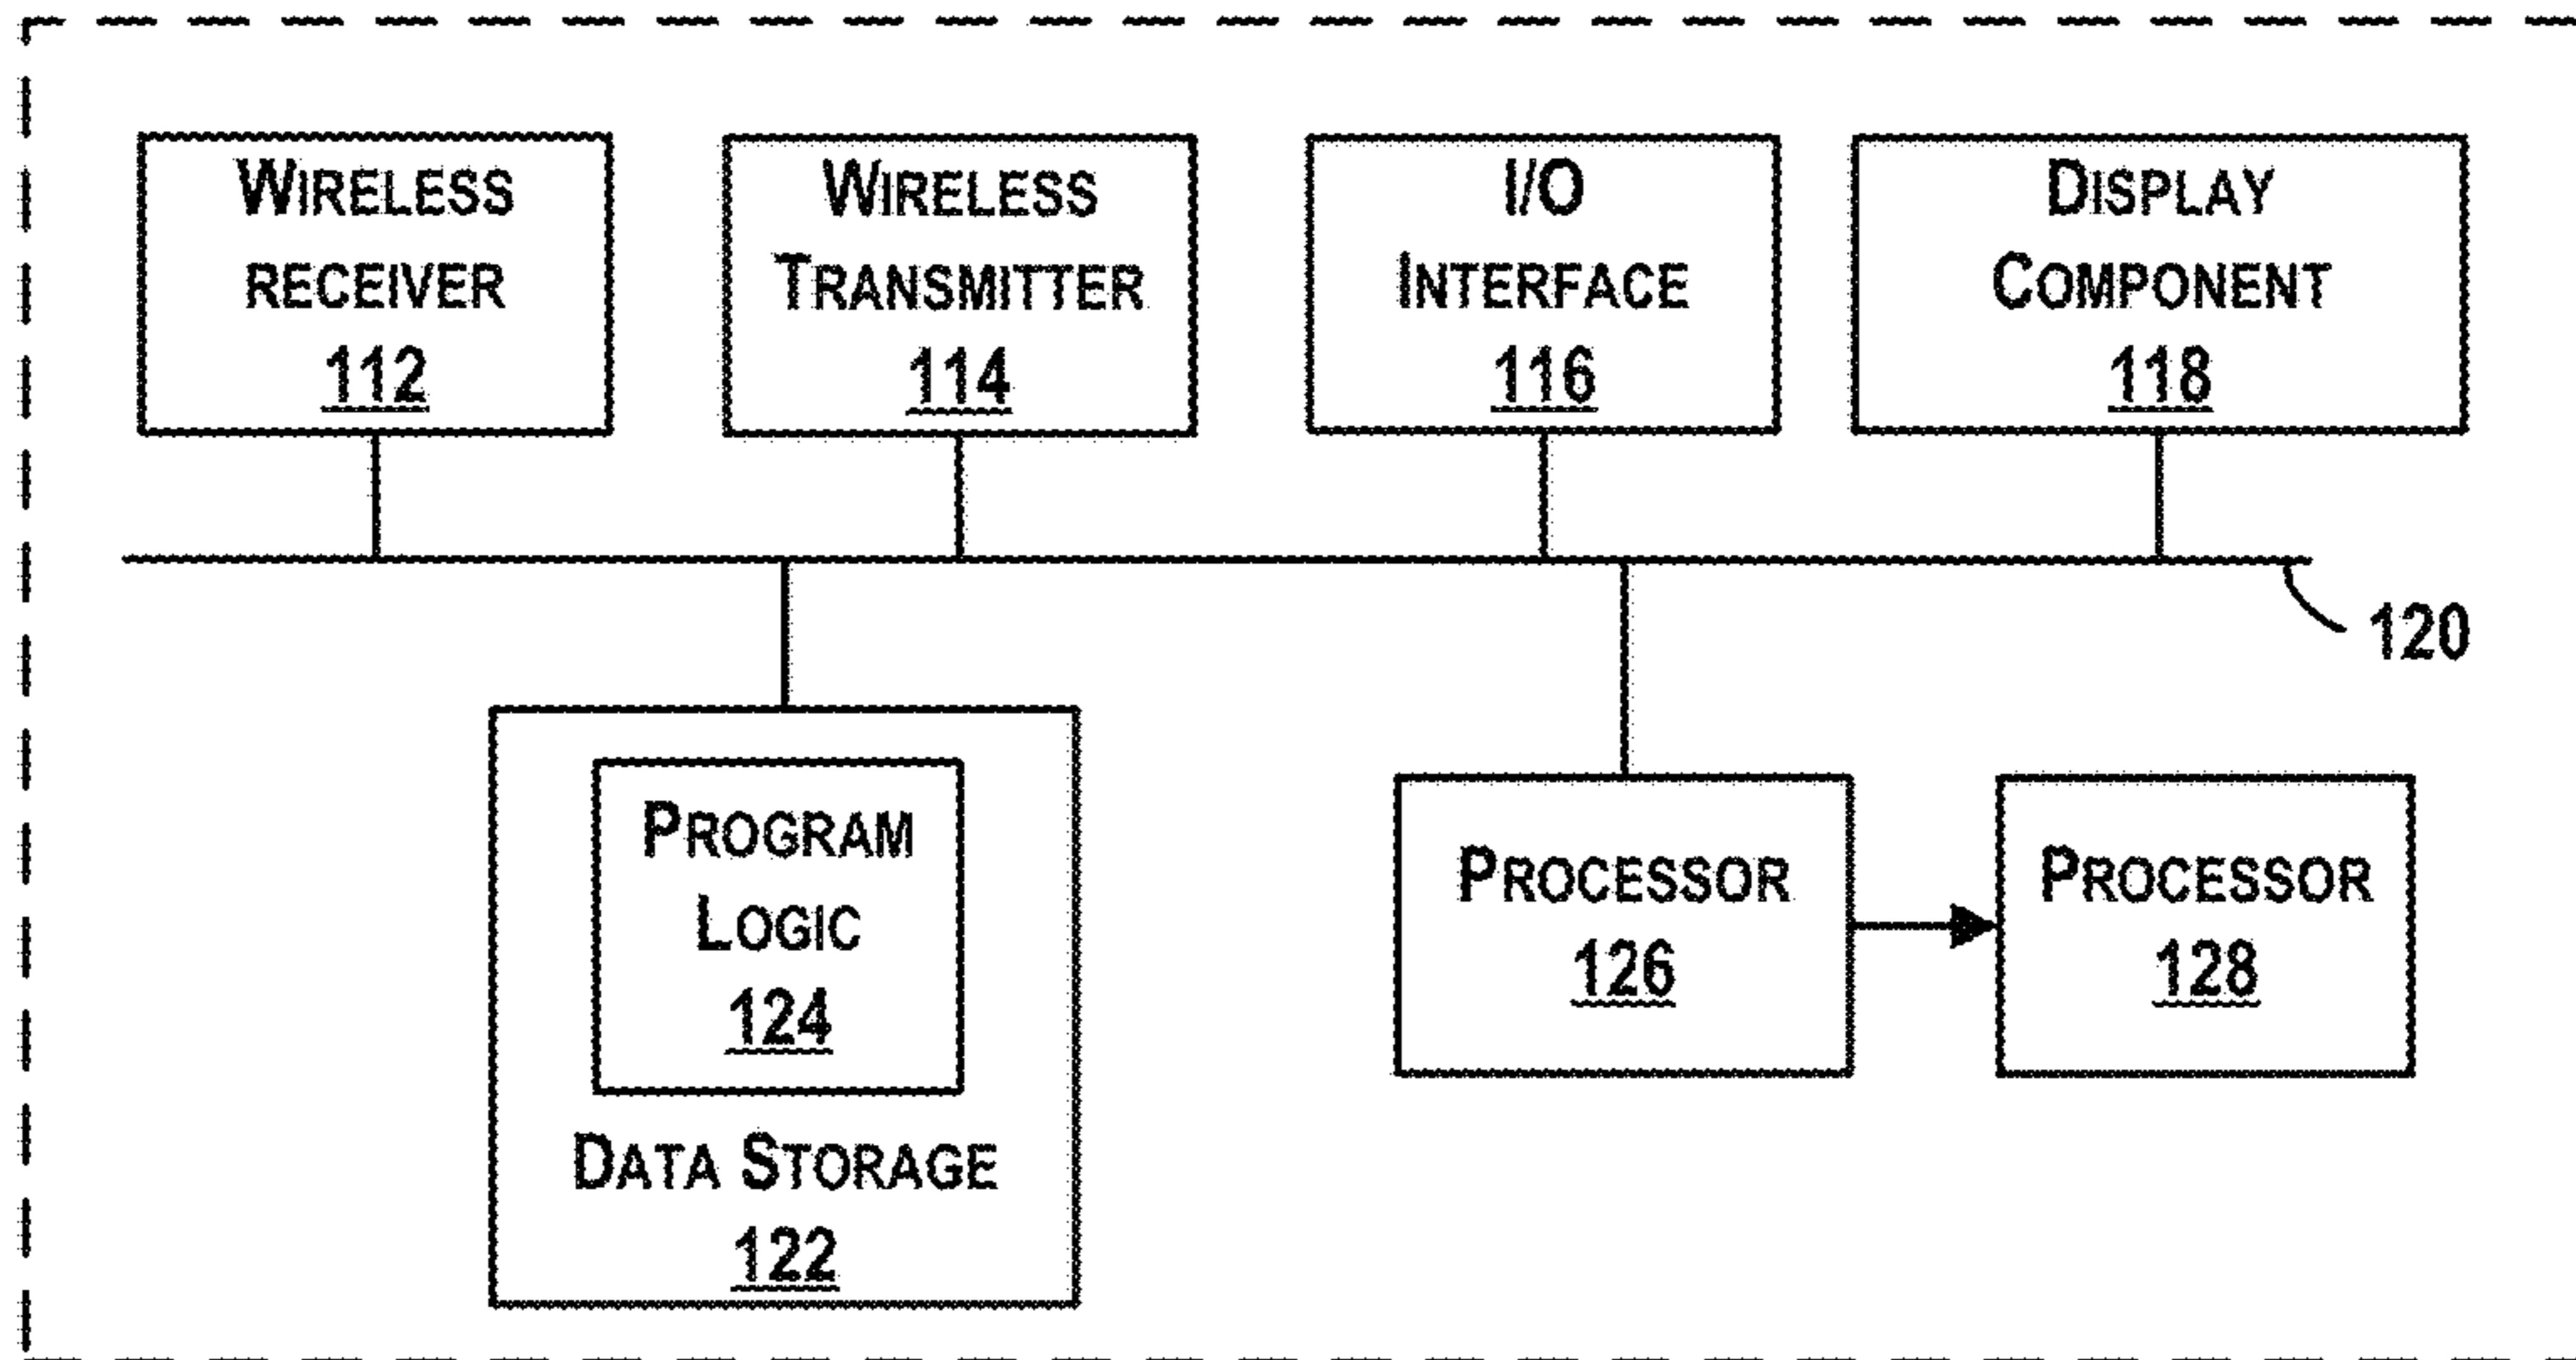 WIRELESS
RECEIVER
112
WIRELESS
TRANSMITTER
114
I/O
INTERFACE
116
DISPLAY
COMPONENT
118
120
PROGRAM
LOGIC
124
DATA STORAGE
122
PROCESSOR
126
PROCESSOR
128